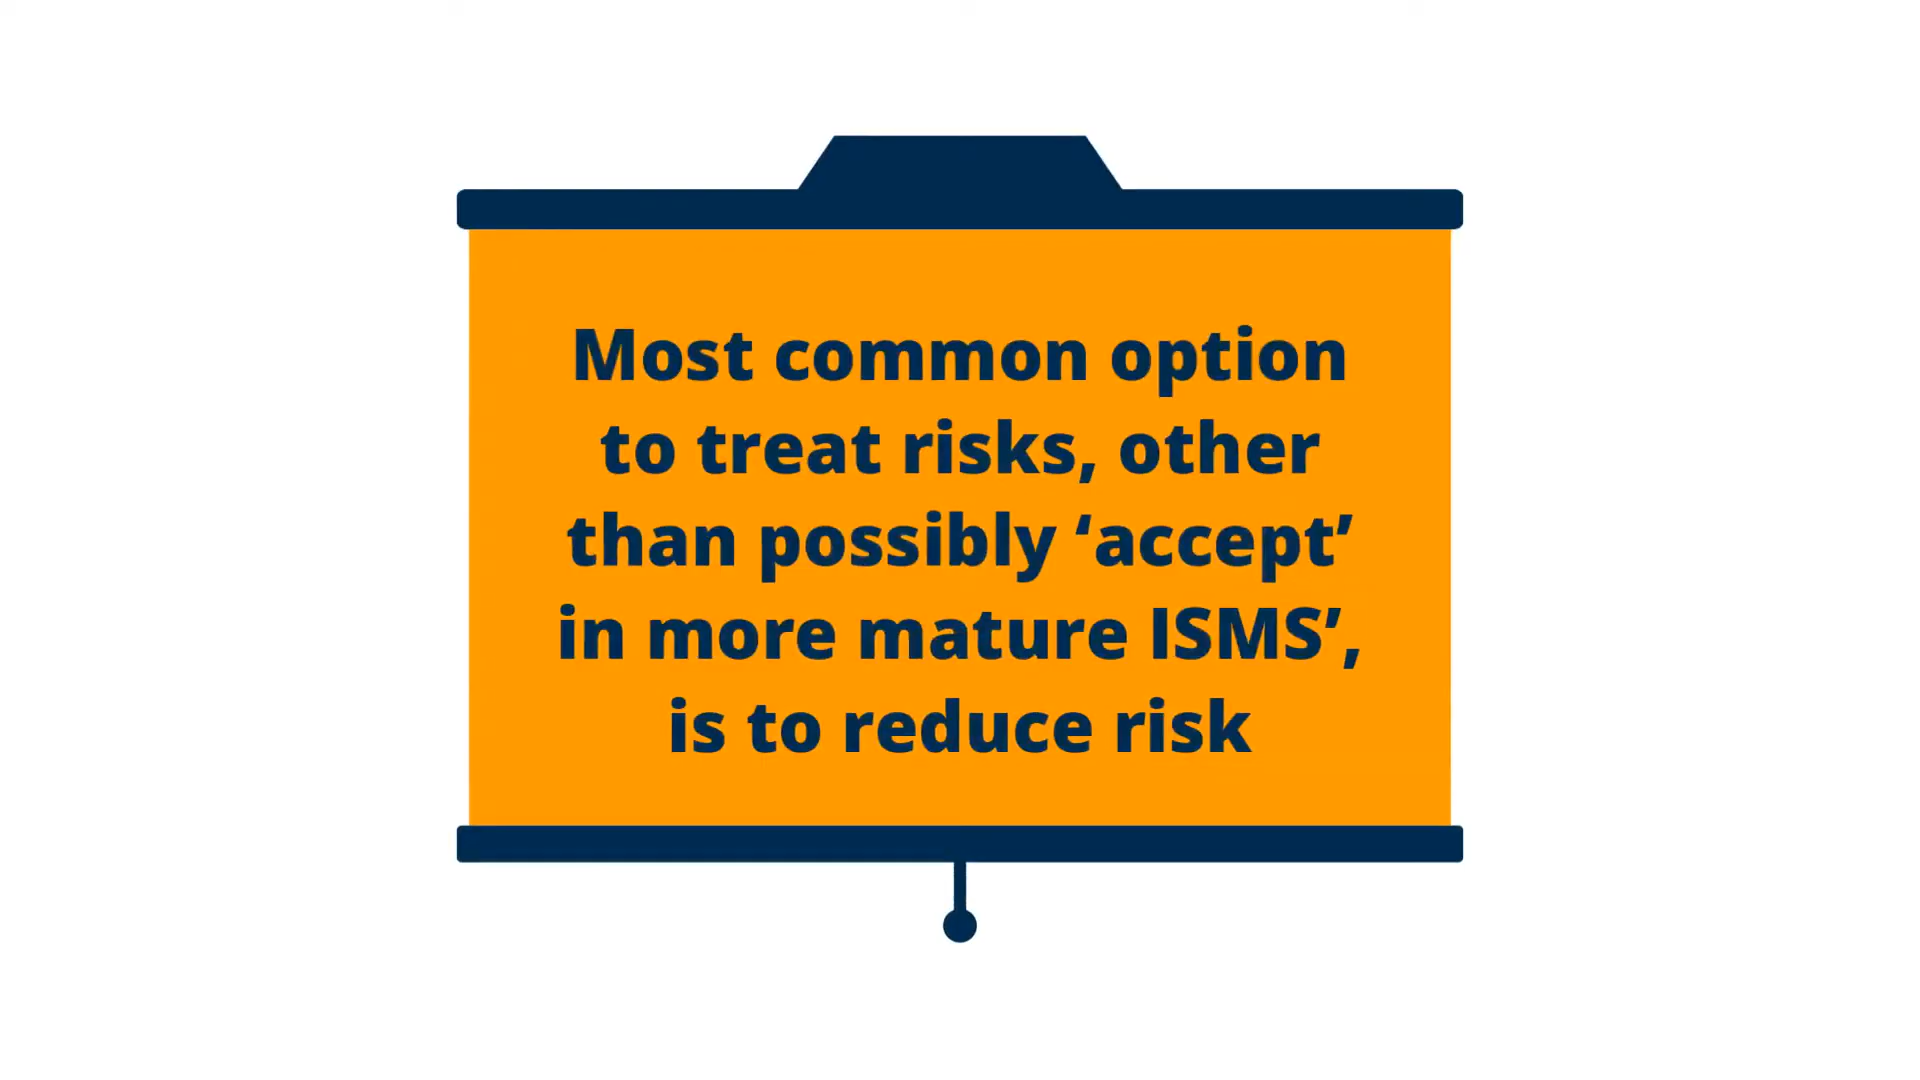 Most common option
to treat risks, other
than possibly ‘accept’
in more mature ISMS’,
is to reduce risk